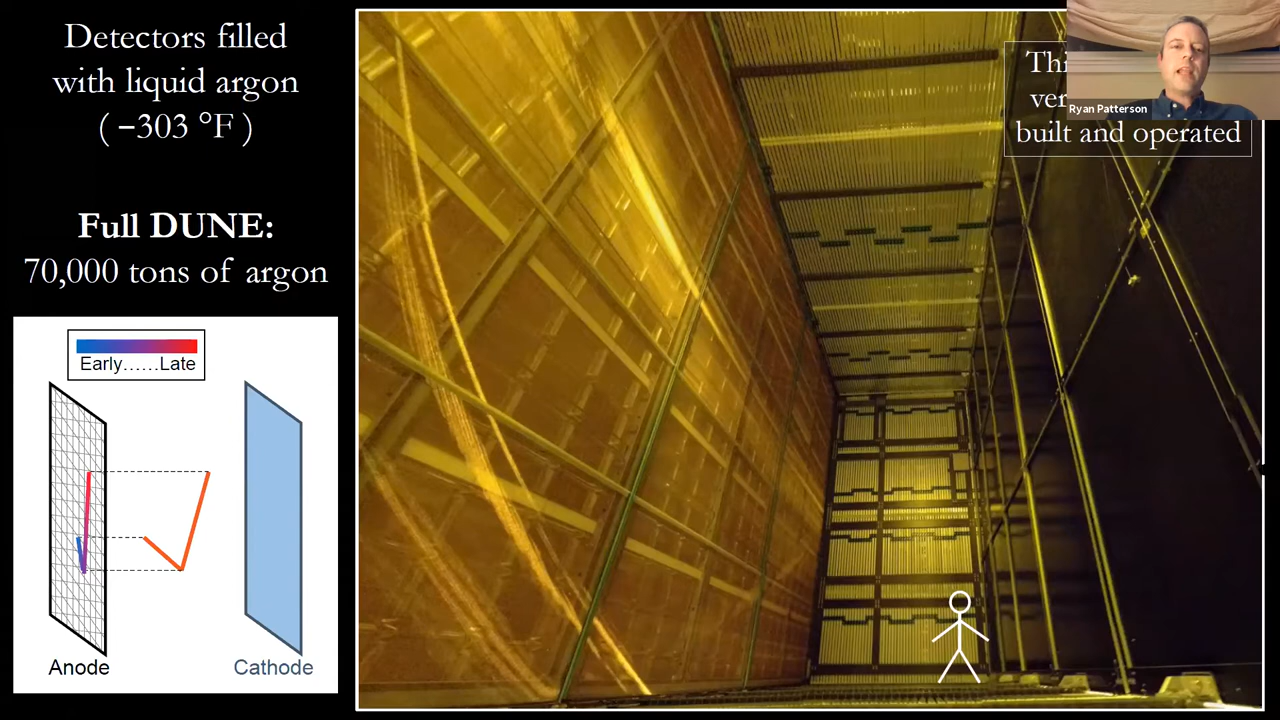 Detectors filled
with liquid argon
( −303 °F )
Full DUNE:
70,000 tons of argon
Early......Late
Anode
Cathode
built and operated
Ryan Patterson